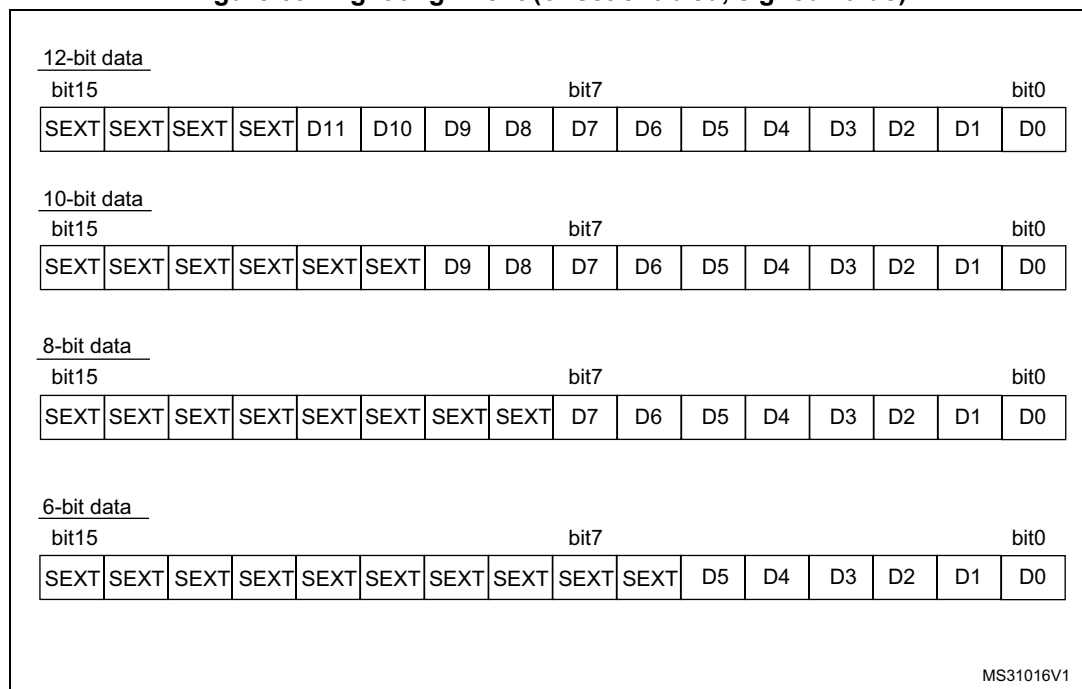 12-bit data
bit15 bit7 bit0
SEXT SEXT SEXT SEXT D11 D10 D9 D8 D7 D6 D5 D4 D3 D2 D1 D0
10-bit data
bit15 bit7 bit0
SEXT SEXT SEXT SEXT SEXT SEXT D9 D8 D7 D6 D5 D4 D3 D2 D1 D0
8-bit data
bit15 bit7 bit0
SEXT SEXT SEXT SEXT SEXT SEXT SEXT SEXT D7 D6 D5 D4 D3 D2 D1 D0
6-bit data
bit15 bit7 bit0
SEXT SEXT SEXT SEXT SEXT SEXT SEXT SEXT SEXT SEXT D5 D4 D3 D2 D1 D0
MS31016V1